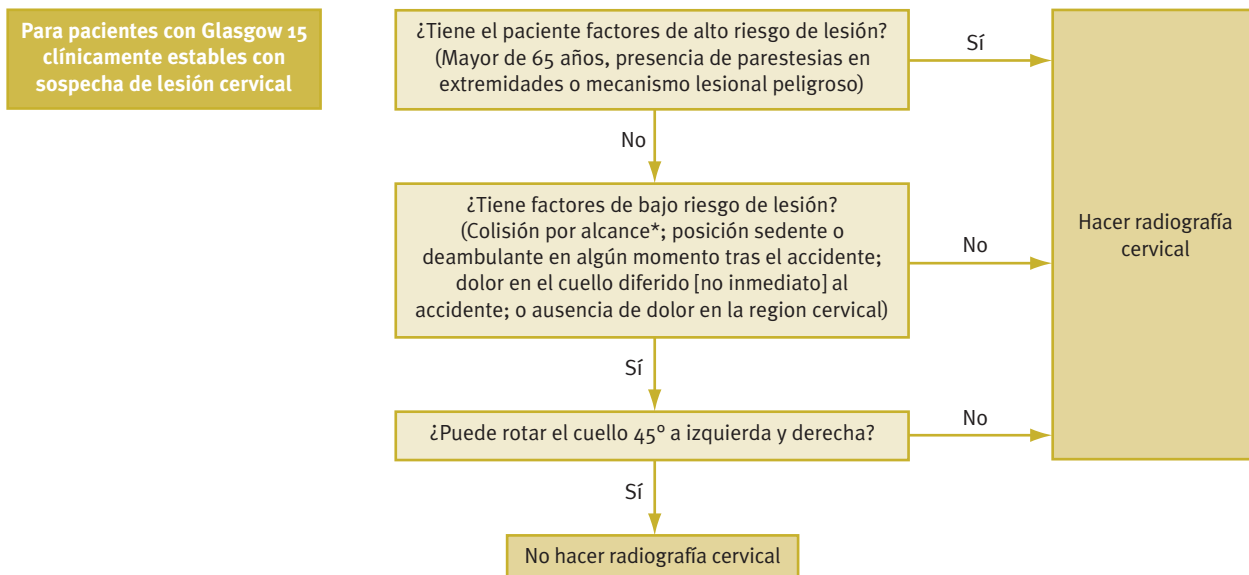 Para pacientes con Glasgow 15
clínicamente estables con
sospecha de lesión cervical
¿Tiene el paciente factores de alto riesgo de lesión?
(Mayor de 65 años, presencia de parestesias en
extremidades o mecanismo lesional peligroso)
Sí
No
¿Tiene factores de bajo riesgo de lesión?
(Colisión por alcance*; posición sedente o
deambulante en algún momento tras el accidente;
dolor en el cuello diferido [no inmediato] al
accidente; o ausencia de dolor en la region cervical)
No
Hacer radiografía
cervical
Sí
¿Puede rotar el cuello 45º a izquierda y derecha?
No
Sí
No hacer radiografía cervical